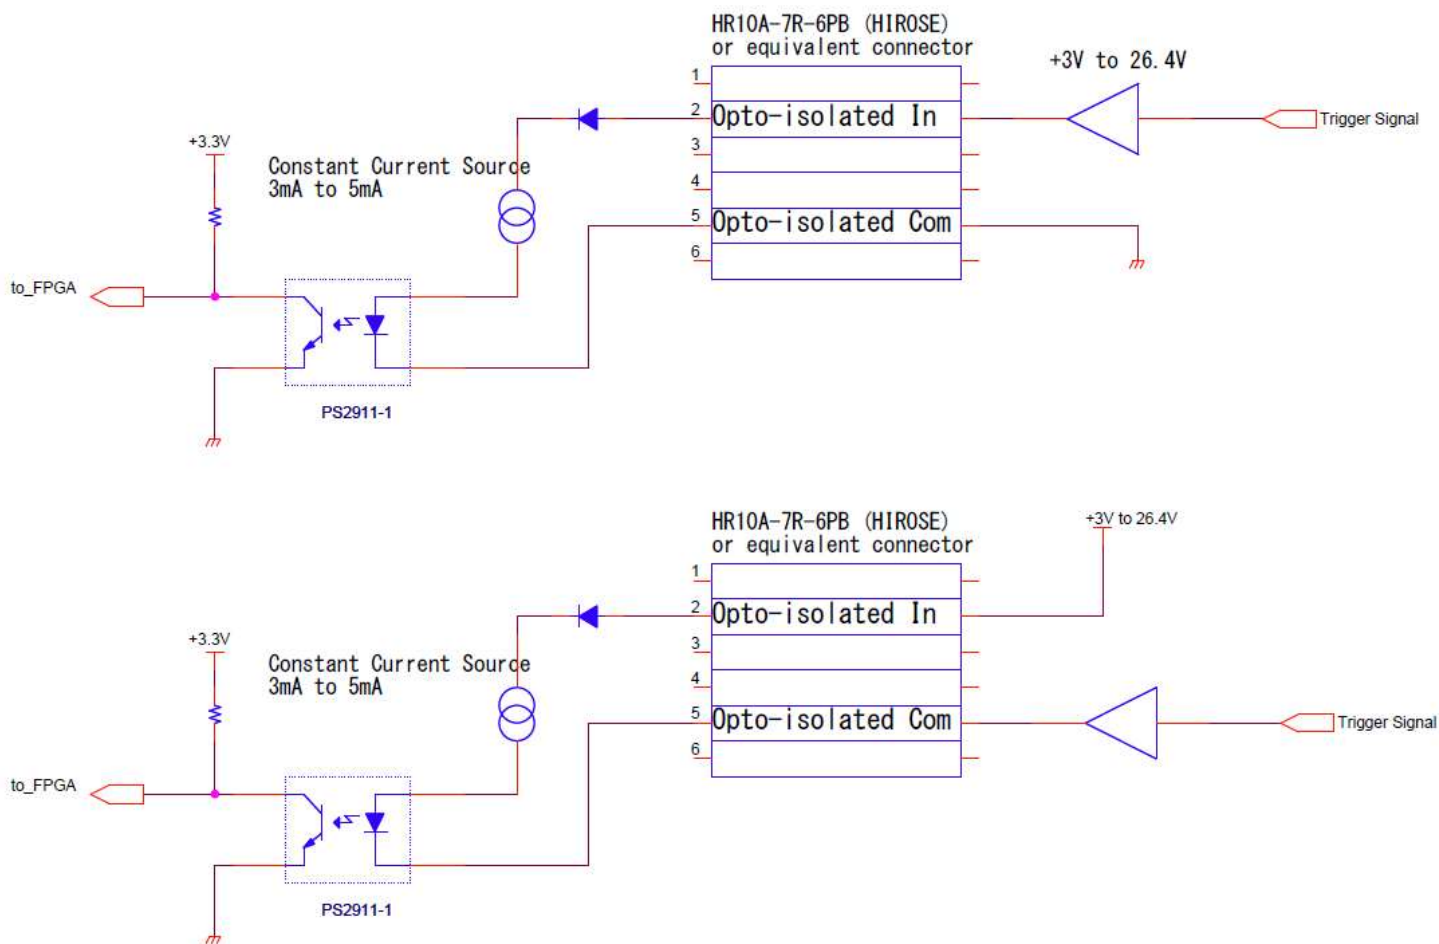 HR10A-7R-6PB (HIROSE)
or equivalent connector
+3V to 26.4V
1
2 Opto-isolated In
Trigger Signal
+3.3V
Constant Current Source
3mA to 5mA
3
4
5 Opto-isolated Com
6
to_FPGA
PS2911-1
HR10A-7R-6PB (HIROSE)
or equivalent connector
+3V to 26.4V
1
2 Opto-isolated In
+3.3V
Constant Current Source
3mA to 5mA
3
4
5 Opto-isolated Com
Trigger Signal
6
to_FPGA
PS2911-1